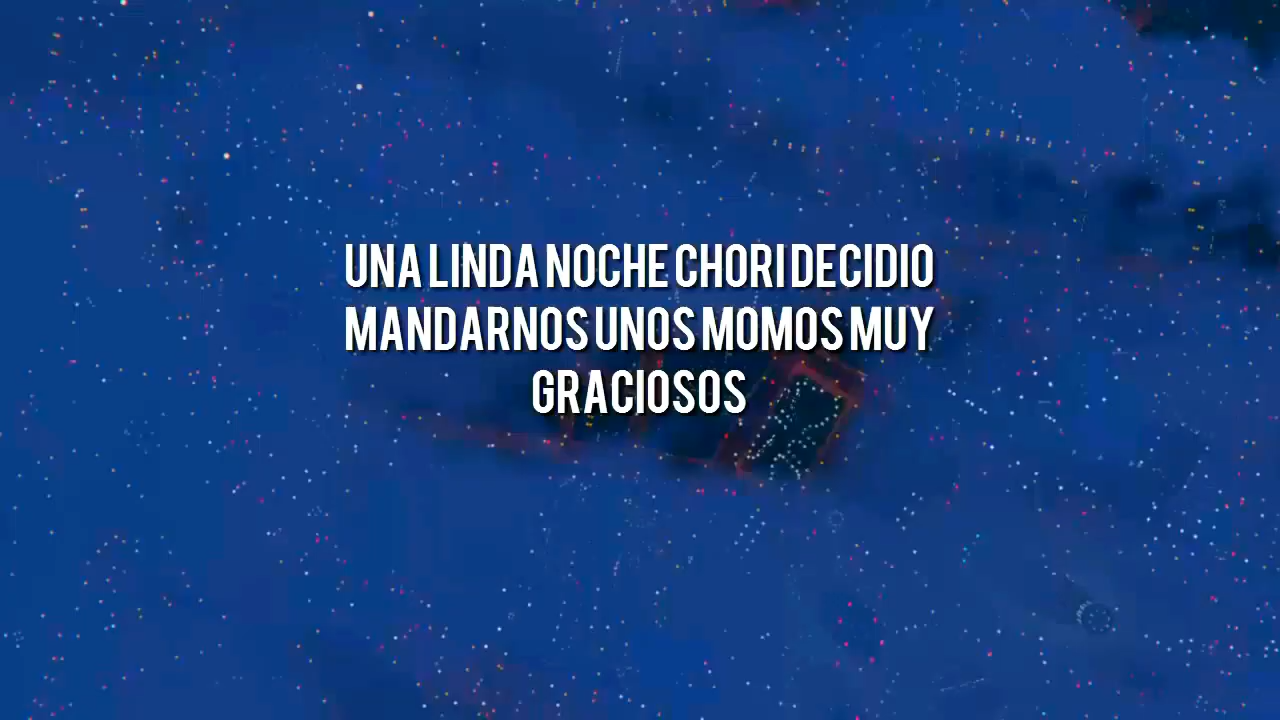 UNA LINDA NOCHE CHORI DECIDIO
MANDARNOS UNOS MOMOS MUY
GRACIOSOS